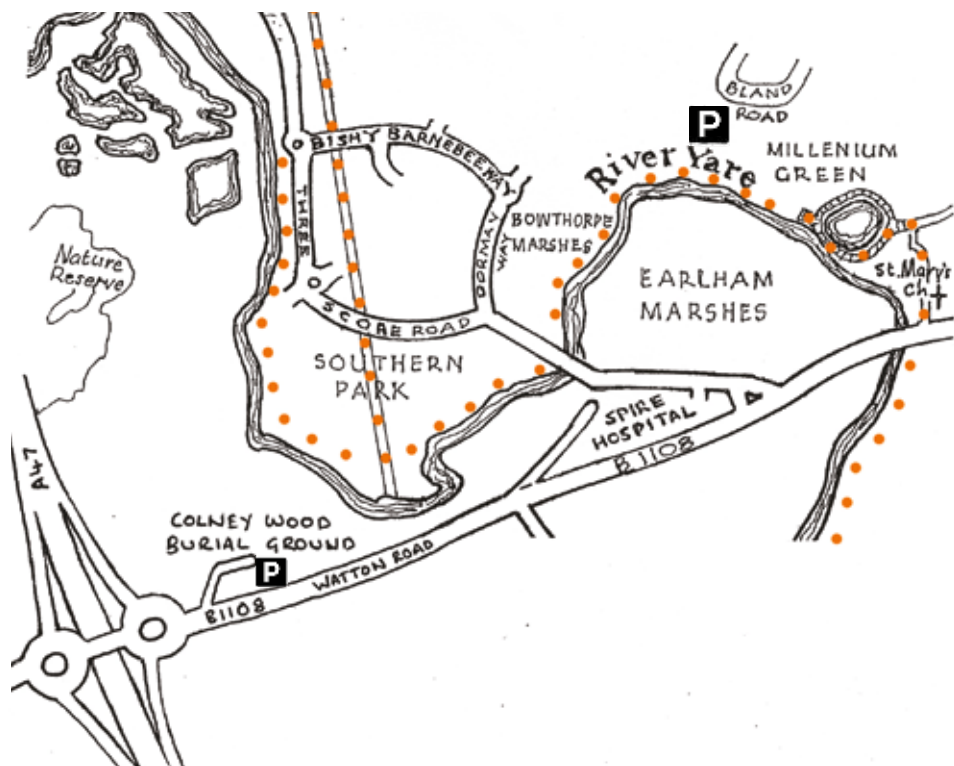 BLAND
ROAD
P
River Yare
MILLENIUM
GREEN
BISHY BARNEBEE WAY
THREE
SCORE ROAD
DORMAY
WAY
BOWTHORPE
MARSHES
EARLHAM
MARSHES
St. Mary's
Ch
Nature
Reserve
SOUTHERN
PARK
SPIRE
HOSPITAL
B1108
A47
COLNEY WOOD
BURIAL GROUND
P
WATTON ROAD
B1108